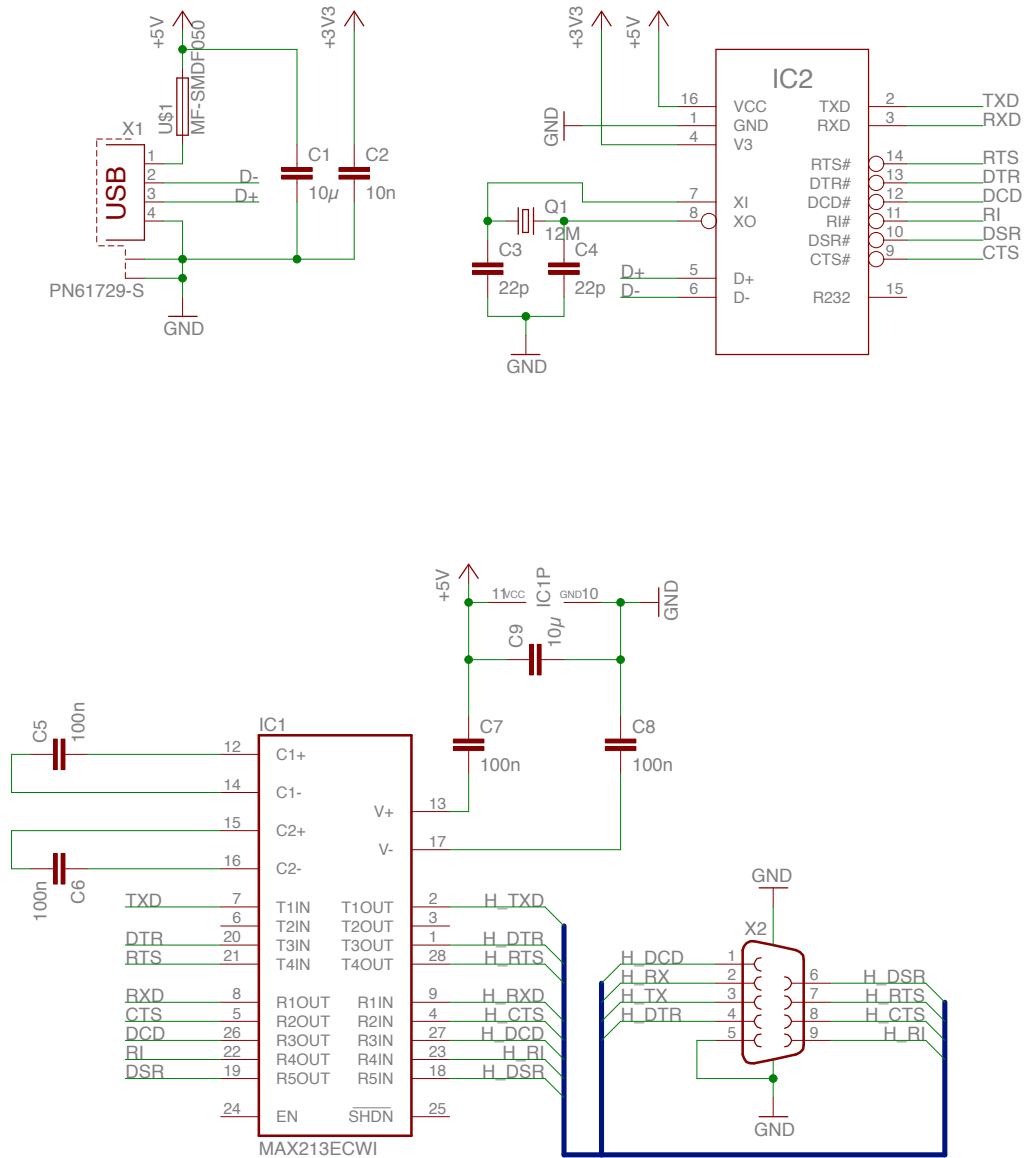 +5V
+3V3
U$1
MF-SMDF050
X1
USB
1
2
3
4
D-
D+
C1
10µ
C2
10n
PN61729-S
GND
+3V3
+5V
IC2
GND
16
VCC
TXD
2
TXD
1
GND
RXD
3
RXD
4
V3
RTS#
14
RTS
DTR#
13
DTR
7
XI
DCD#
12
DCD
Q1
12M
8
XO
RI#
11
RI
DSR#
10
DSR
CTS#
9
CTS
C3
22p
C4
22p
D+
5
D+
D-
6
D-
R232
15
GND
+5V
11
VCC
IC1P
GND
10
GND
C9
10µ
C7
100n
C8
100n
C5
100n
IC1
12
C1+
14
C1-
V+
13
15
C2+
V-
17
16
C2-
100n
C6
TXD
7
T1IN
T1OUT
2
H_TXD
6
T2IN
T2OUT
3
DTR
20
T3IN
T3OUT
1
H_DTR
RTS
21
T4IN
T4OUT
28
H_RTS
RXD
8
R1OUT
R1IN
9
H_RXD
CTS
5
R2OUT
R2IN
4
H_CTS
DCD
26
R3OUT
R3IN
27
H_DCD
RI
22
R4OUT
R4IN
23
H_RI
DSR
19
R5OUT
R5IN
18
H_DSR
24
EN
SHDN
25
MAX213ECWI
GND
X2
H_DCD
1
H_RX
2
6
H_DSR
H_TX
3
7
H_RTS
H_DTR
4
8
H_CTS
5
9
H_RI
GND